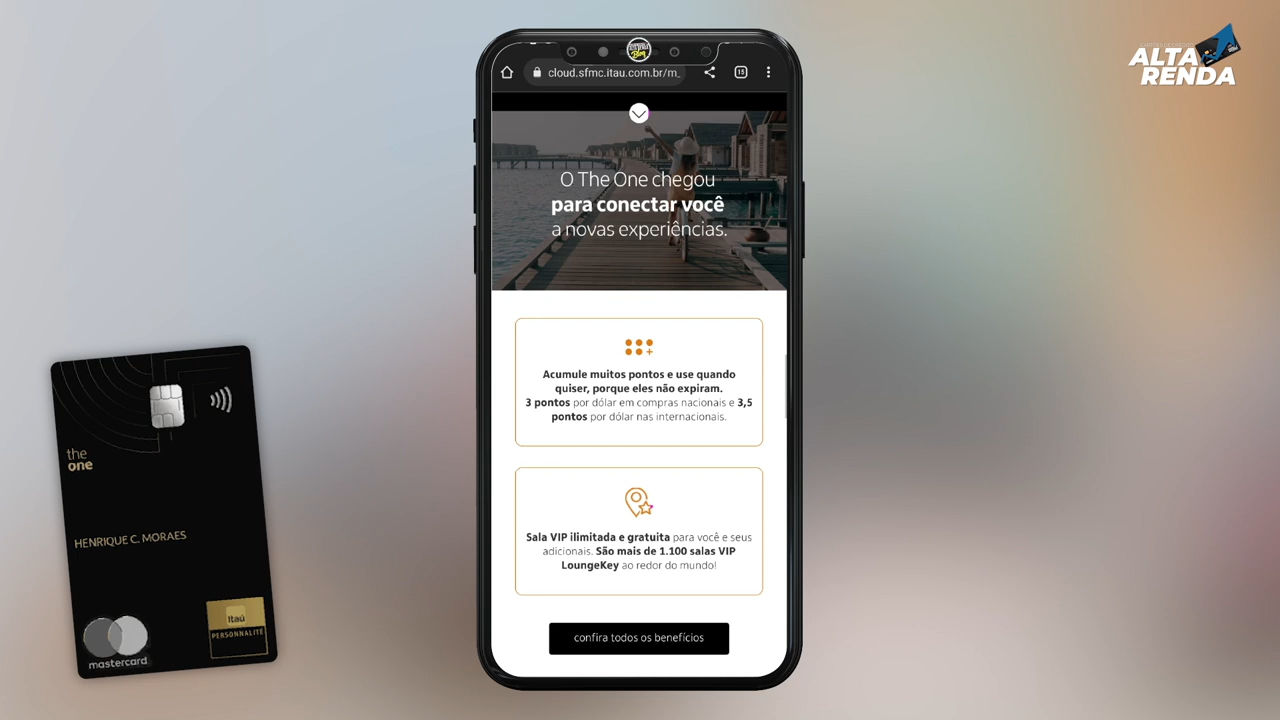 ALTA
RENDA
15
cloud.sfmc.itau.com.br/m_
O The One chegou
para conectar você
a novas experiências.
Acumule muitos pontos e use quando
quiser, porque eles não expiram.
3 pontos por dólar em compras nacionais e 3,5
pontos por dólar nas internacionais.
Sala VIP ilimitada e gratuita para você e seus
adicionais. São mais de 1.100 salas VIP
LoungeKey ao redor do mundo!
confira todos os benefícios
the
one
HENRIQUE C. MORAES
mastercard
Itaú
PERSONNALITÉ